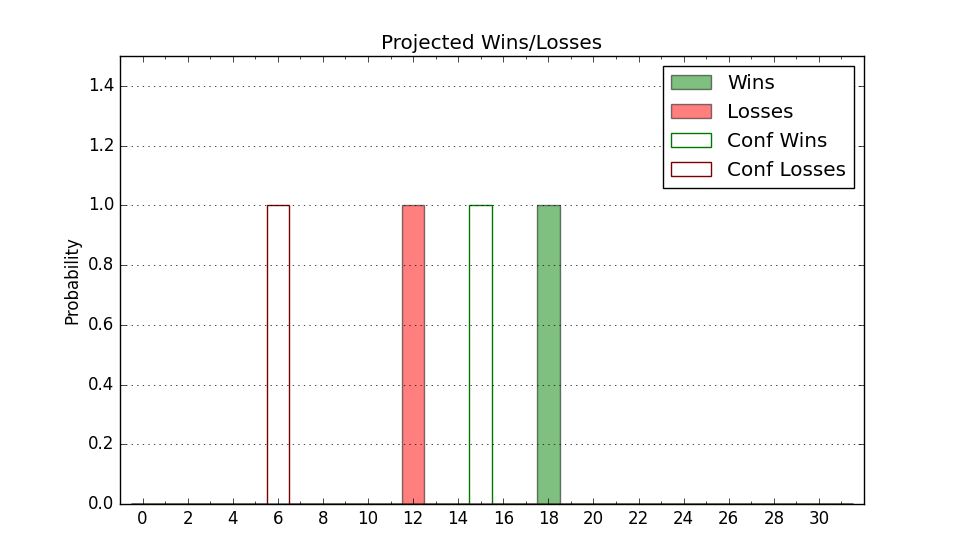 Projected Wins/Losses
Wins
Losses
Conf Wins
Conf Losses
Probability
1.4
1.2
1.0
0.8
0.6
0.4
0.2
0.0
0 2 4 6 8 10 12 14 16 18 20 22 24 26 28 30